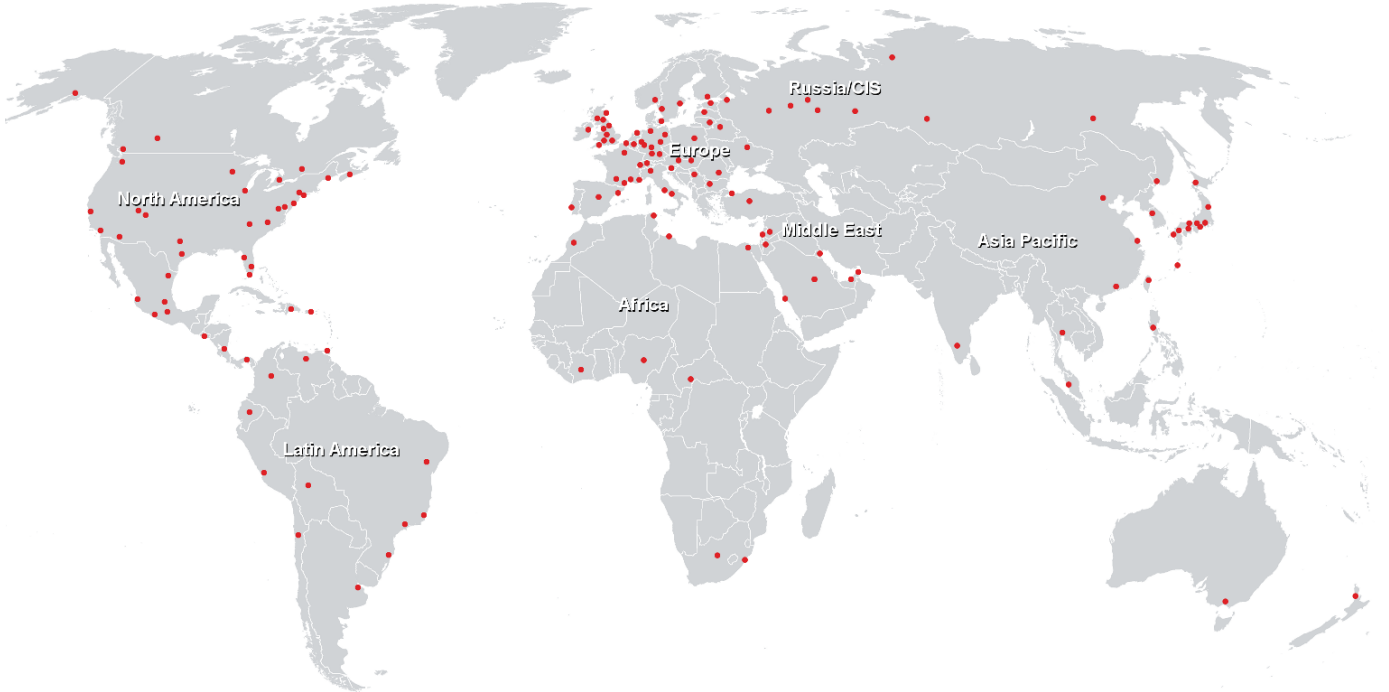 Russia/CIS
Europe
North America
Middle East
Asia Pacific
Africa
Latin America